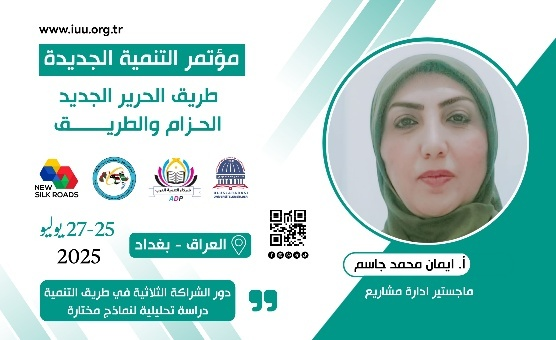 www.iuu.org.tr
مؤتمر التنمية الجديدة
طريق الحرير الجديد
الحزام والطريـــــق
NEW
SILK ROADS
ADP
25-27 يوليو
2025
العراق - بغداد
دور الشراكة الثلاثية في طريق التنمية
دراسة تحليلية لنماذج مختارة
أ. ايمان محمد جاسم
ماجستير ادارة مشاريع